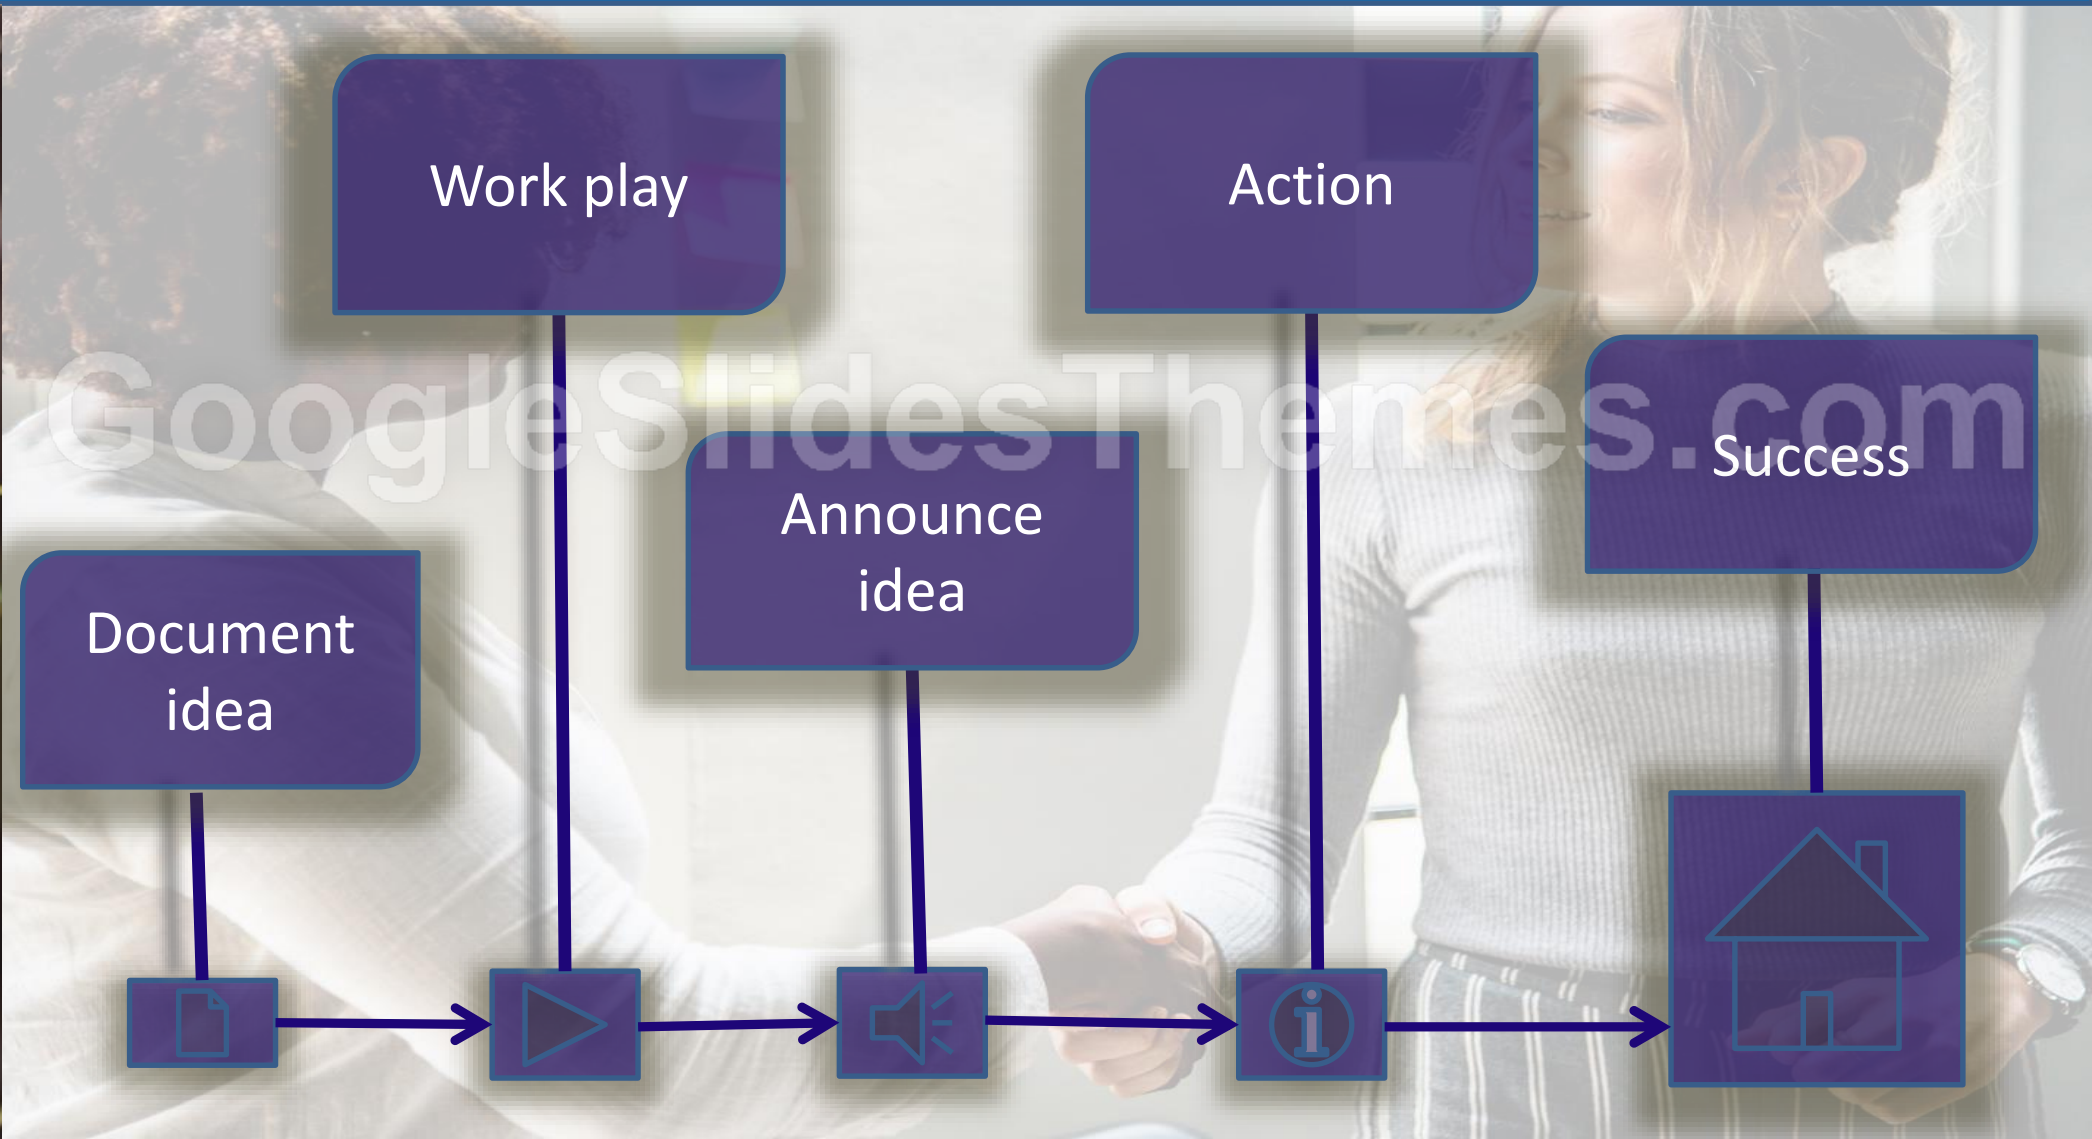 Work play
Action
GoogleSlidesThemes.com
Success
Announce
idea
Document
idea